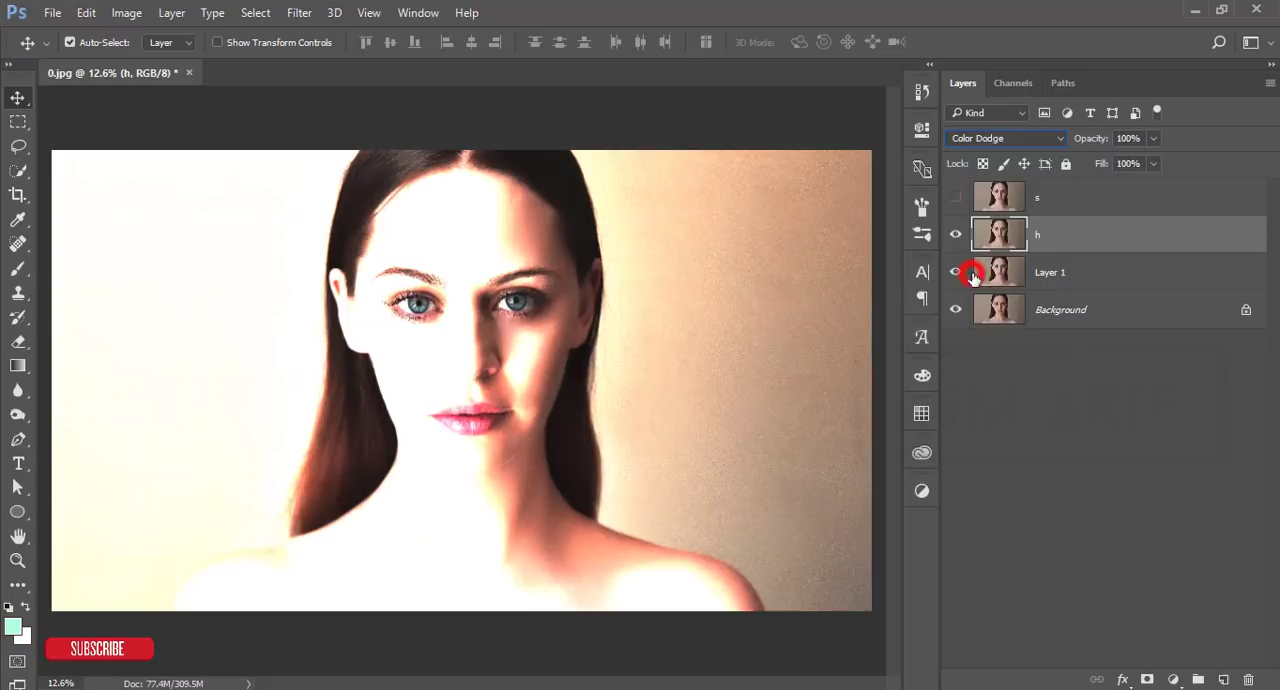 Ps File Edit Image Layer Type Select Filter 3D View Window Help
Auto-Select: Layer Show Transform Controls 3D Mode:
0.jpg @ 12.6% (h, RGB/8) * ×
Layers Channels Paths
Kind
Color Dodge Opacity: 100%
Lock: Fill: 100%
s
h
Layer 1
Background
SUBSCRIBE
12.6% Doc: 77.4M/309.5M